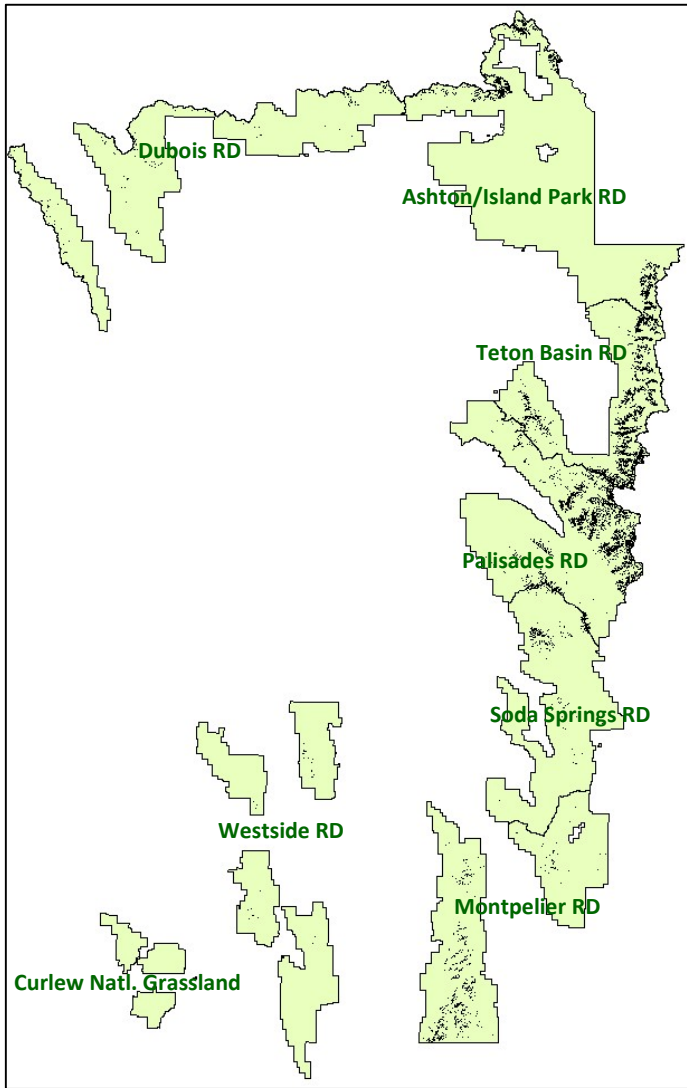 Dubois RD
Ashton/Island Park RD
Teton Basin RD
Palisades RD
Soda Springs RD
Westside RD
Montpelier RD
Curlew Natl. Grassland